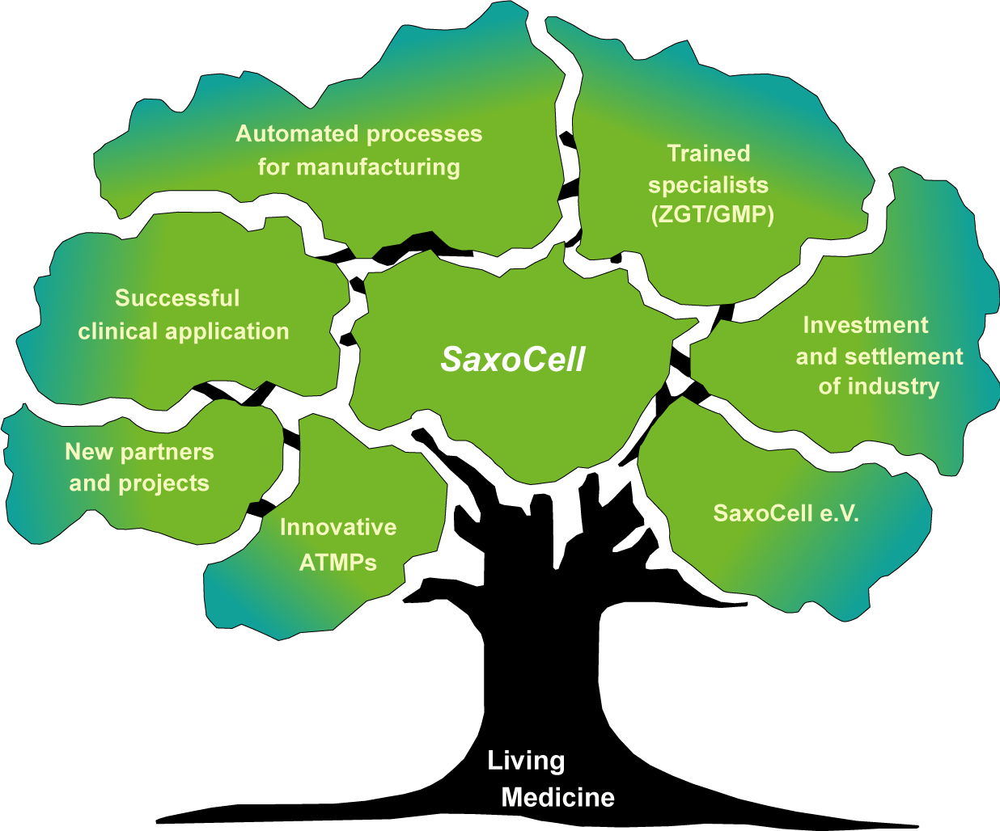 Automated processes
for manufacturing
Trained
specialists
(ZGT/GMP)
Successful
clinical application
SaxoCell
Investment
and settlement
of industry
New partners
and projects
Innovative
ATMPs
SaxoCell e.V.
Living
Medicine